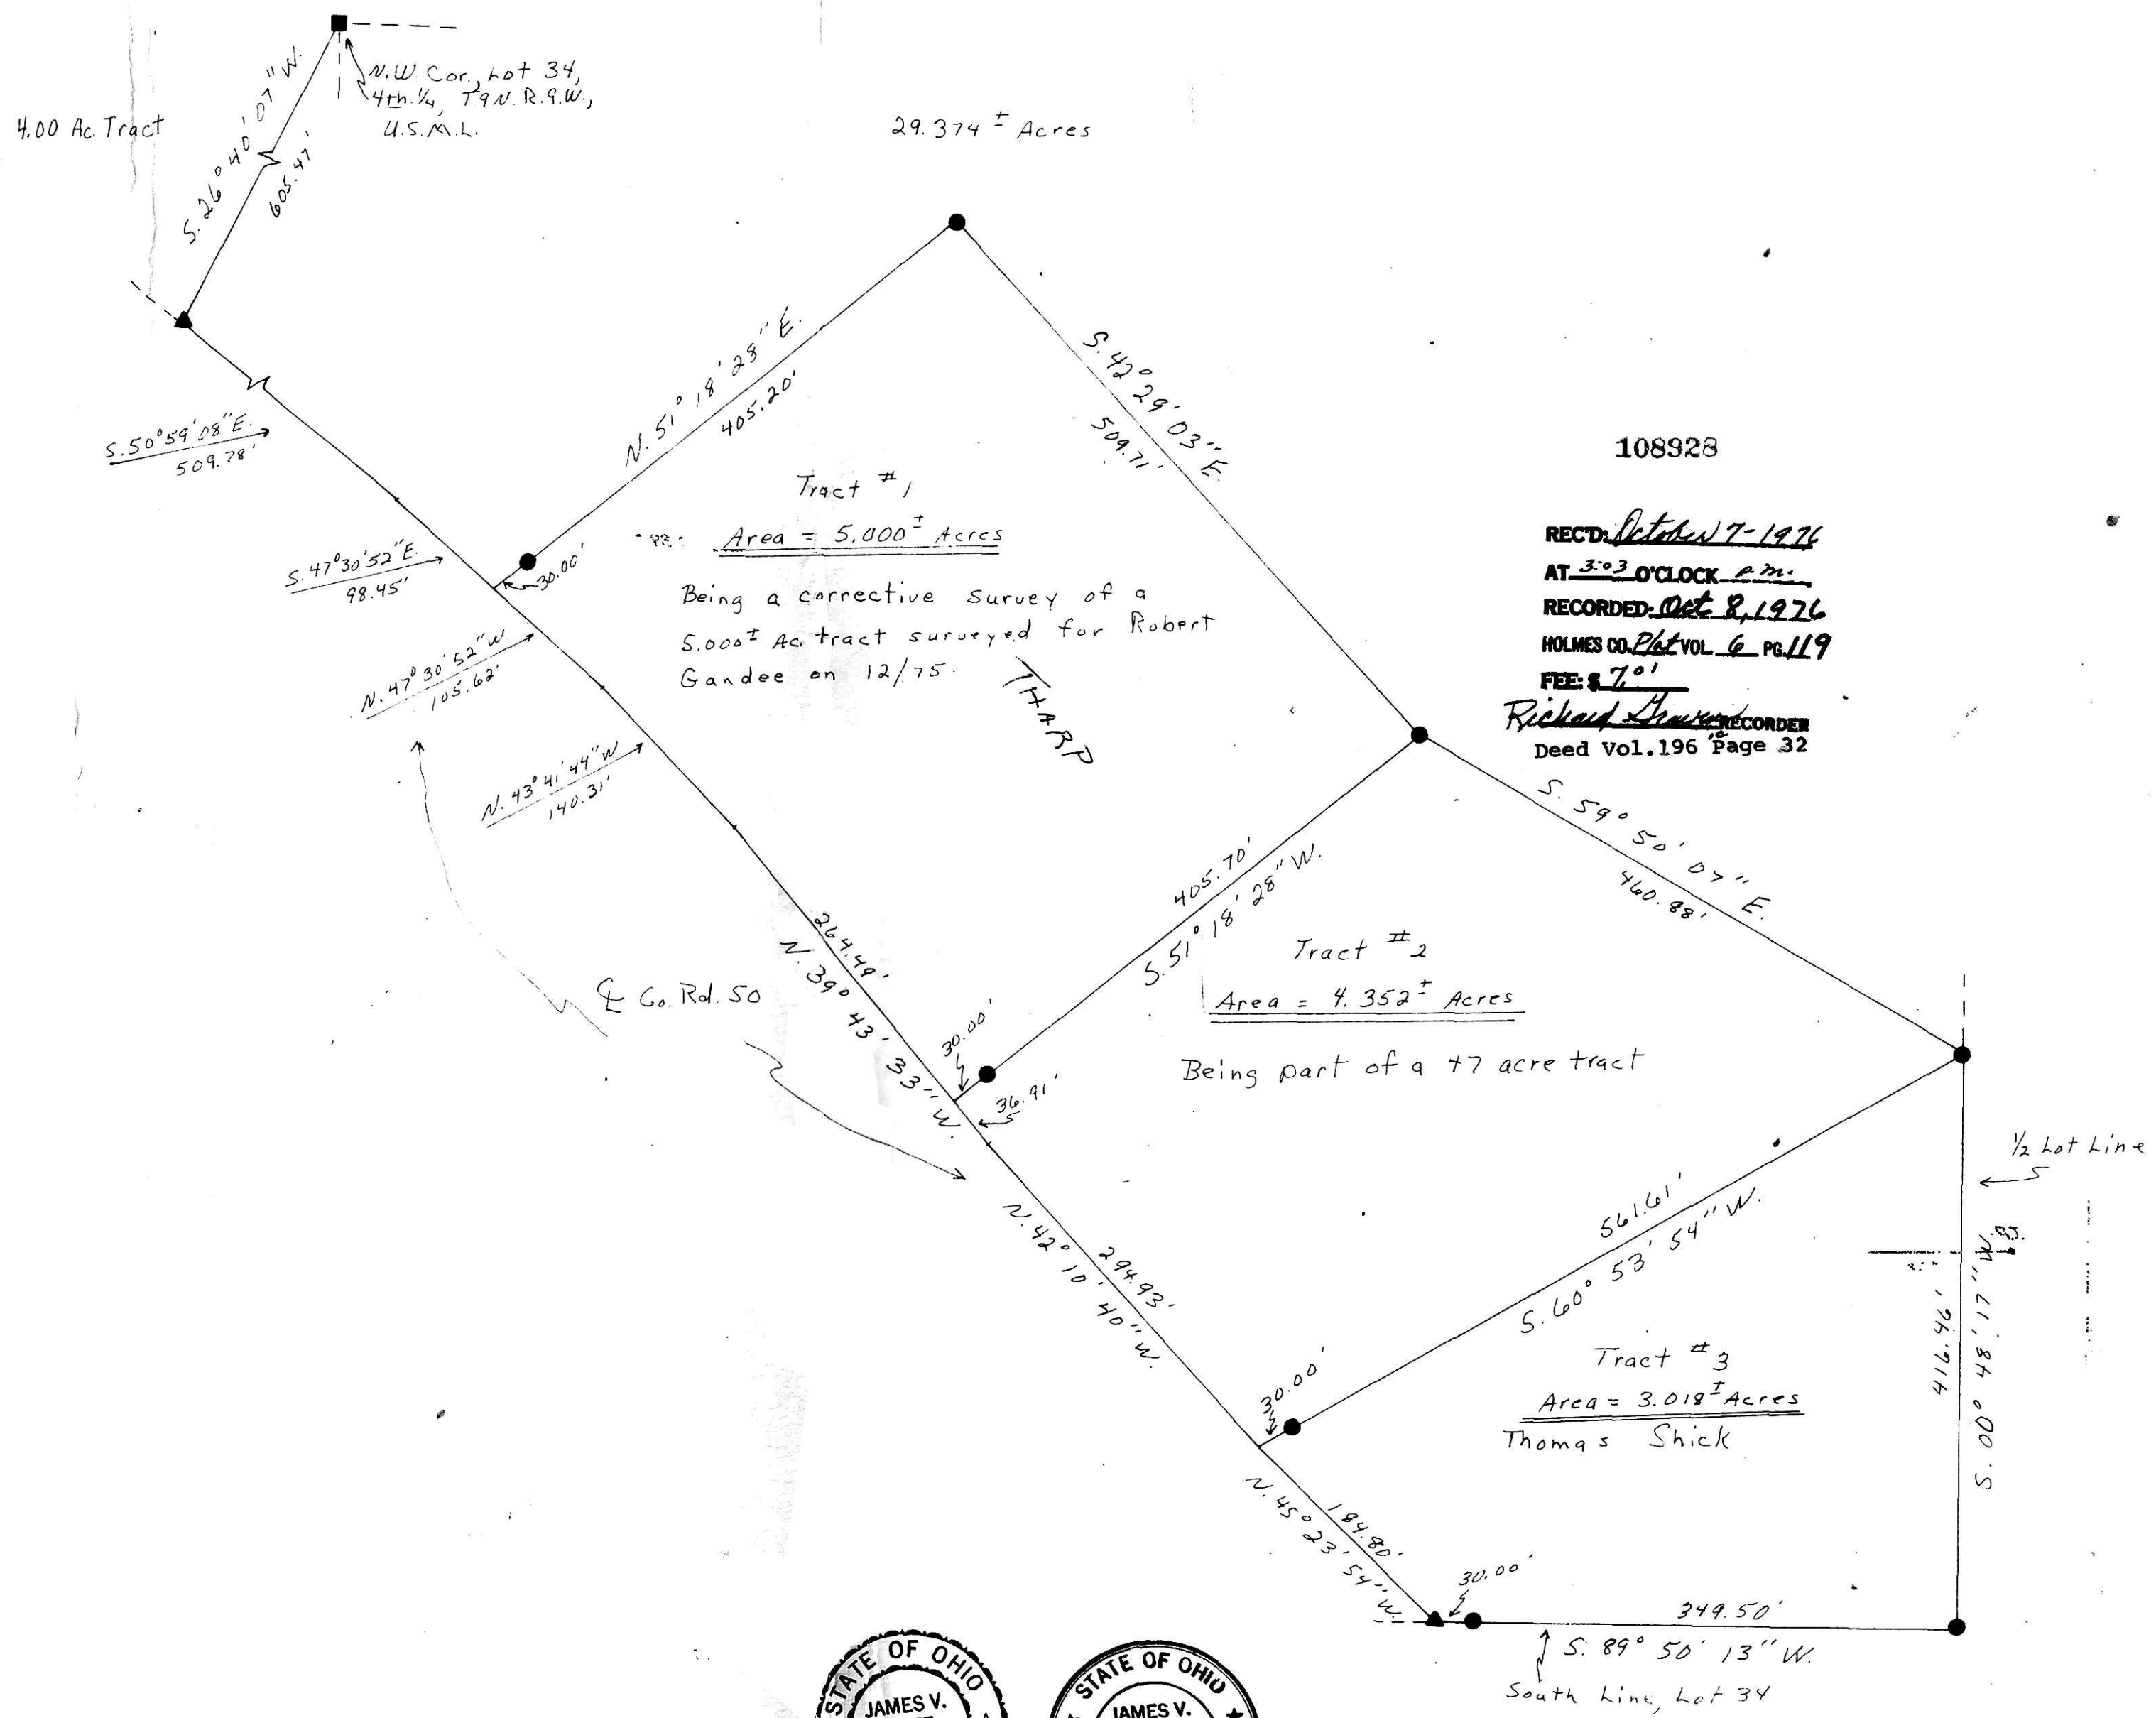 N.W. Cor., Lot 34,
4th. 1/4, T9N. R.9.W.,
U.S.M.L.
4.00 Ac. Tract
S. 26° 40' 07" W.
605.47'
29.374 ± Acres
S. 50° 59' 08" E.
509.78'
N. 51° 18' 28" E.
405.20'
S. 42° 29' 03" E.
509.71'
108928
REC'D: October 7-1976
AT 3:03 O'CLOCK P.M.
RECORDED: Oct 8, 1976
HOLMES CO. Plat VOL. 6 PG. 119
FEE: $ 7.01
Richard RECORDER
Deed Vol.196 Page 32
Tract #1
Area = 5.000± Acres
Being a corrective survey of a
5.000± Ac. tract surveyed for Robert
Gandee on 12/75.
THARP
S. 47° 30' 52" E.
98.45'
30.00'
N. 47° 30' 52" W
105.62'
N. 43° 41' 44" W.
140.31'
S. 59° 50' 07" E.
460.88'
405.70'
S. 51° 18' 28" W.
264.49'
N. 39° 43' 33" W.
℄ Co. Rd. 50
Tract #2
Area = 4.352± Acres
Being part of a 47 acre tract
30.00'
36.91'
1/2 Lot Line
561.61'
S. 60° 53' 54" W.
294.93'
N. 42° 10' 40" W.
416.46'
S. 00° 48' 17" W.
Tract #3
Area = 3.018± Acres
Thomas Shick
30.00'
184.80'
N. 45° 23' 54" W.
30.00'
349.50'
S. 89° 50' 13" W.
South Line, Lot 34
STATE OF OHIO
JAMES V.
STATE OF OHIO
JAMES V.